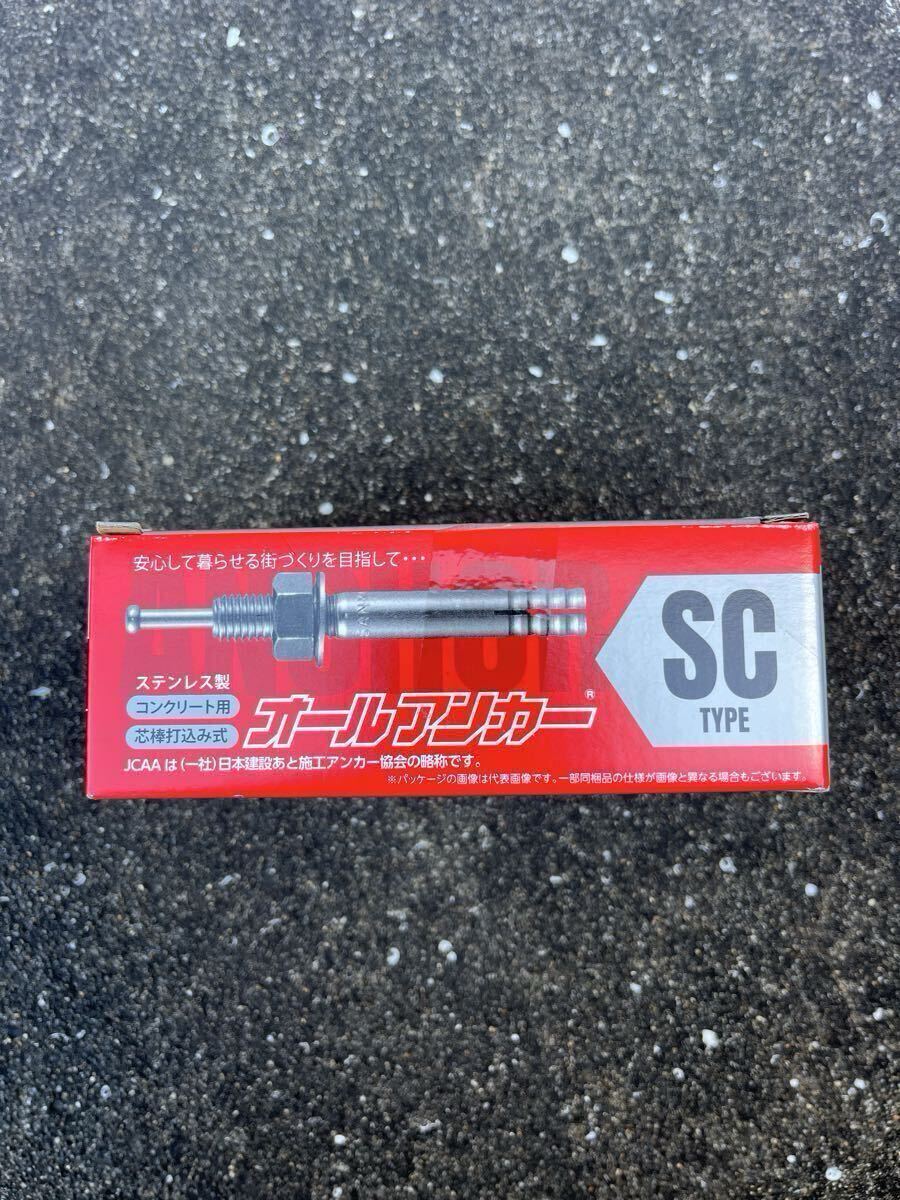 安心して暮らせる街づくりを目指して…
ANCHOR
SANKO
ステンレス製
コンクリート用
芯棒打込み式
オールアンカー®
SC
TYPE
JCAAは(一社)日本建設あと施工アンカー協会の略称です。
※パッケージの画像は代表画像です。一部同梱品の仕様が画像と異なる場合もございます。